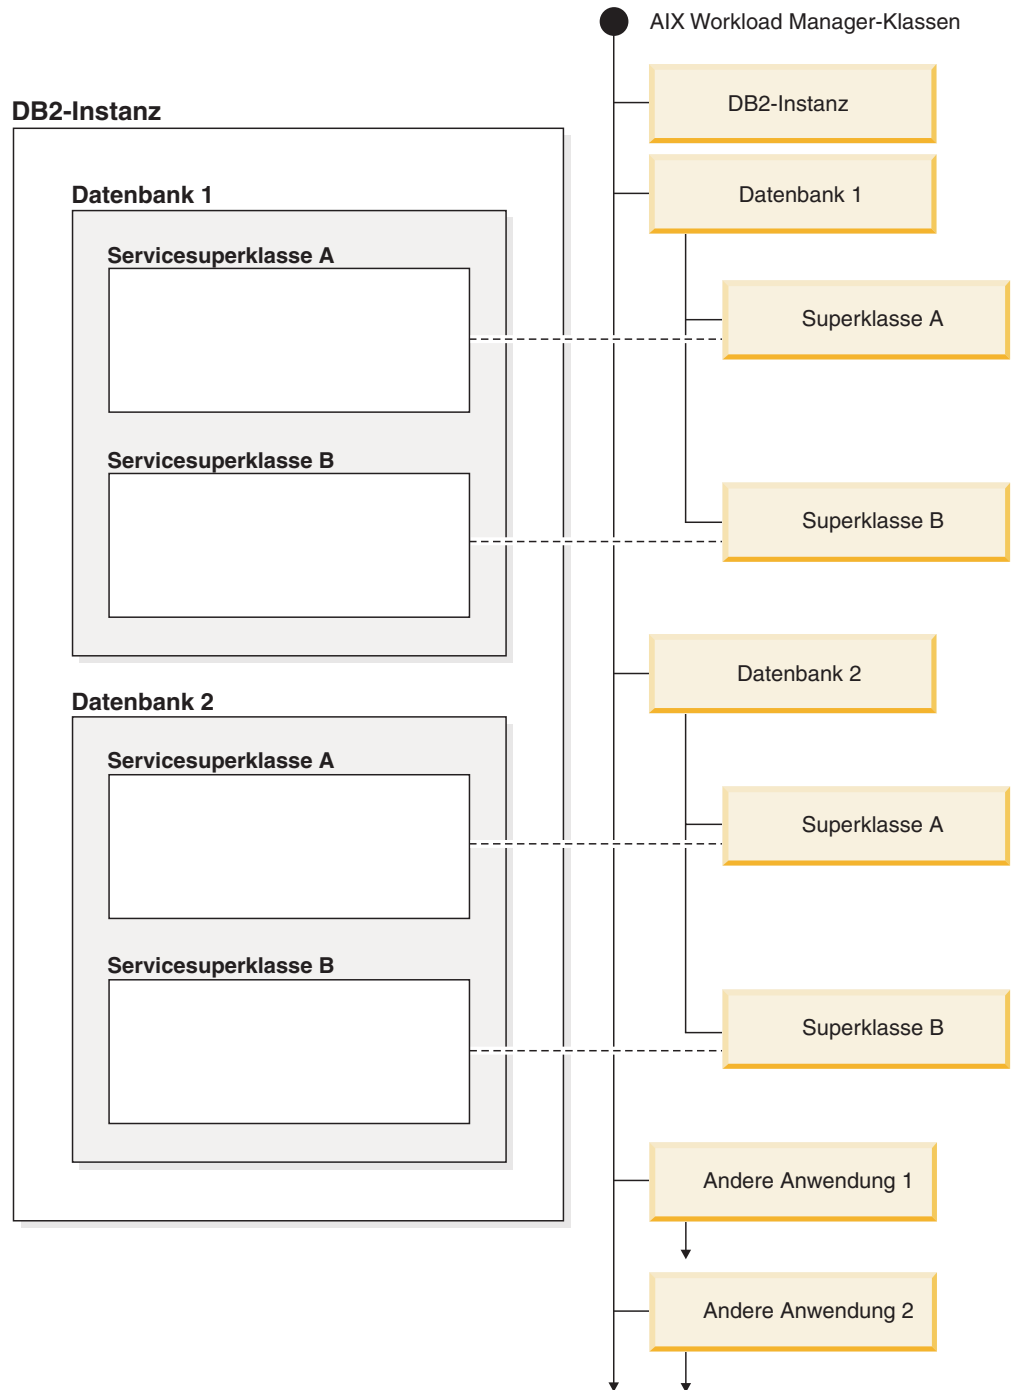 AIX Workload Manager-Klassen
DB2-Instanz
DB2-Instanz
Datenbank 1
Datenbank 1
Servicesuperklasse A
Superklasse A
Servicesuperklasse B
Superklasse B
Datenbank 2
Datenbank 2
Servicesuperklasse A
Superklasse A
Servicesuperklasse B
Superklasse B
Andere Anwendung 1
Andere Anwendung 2